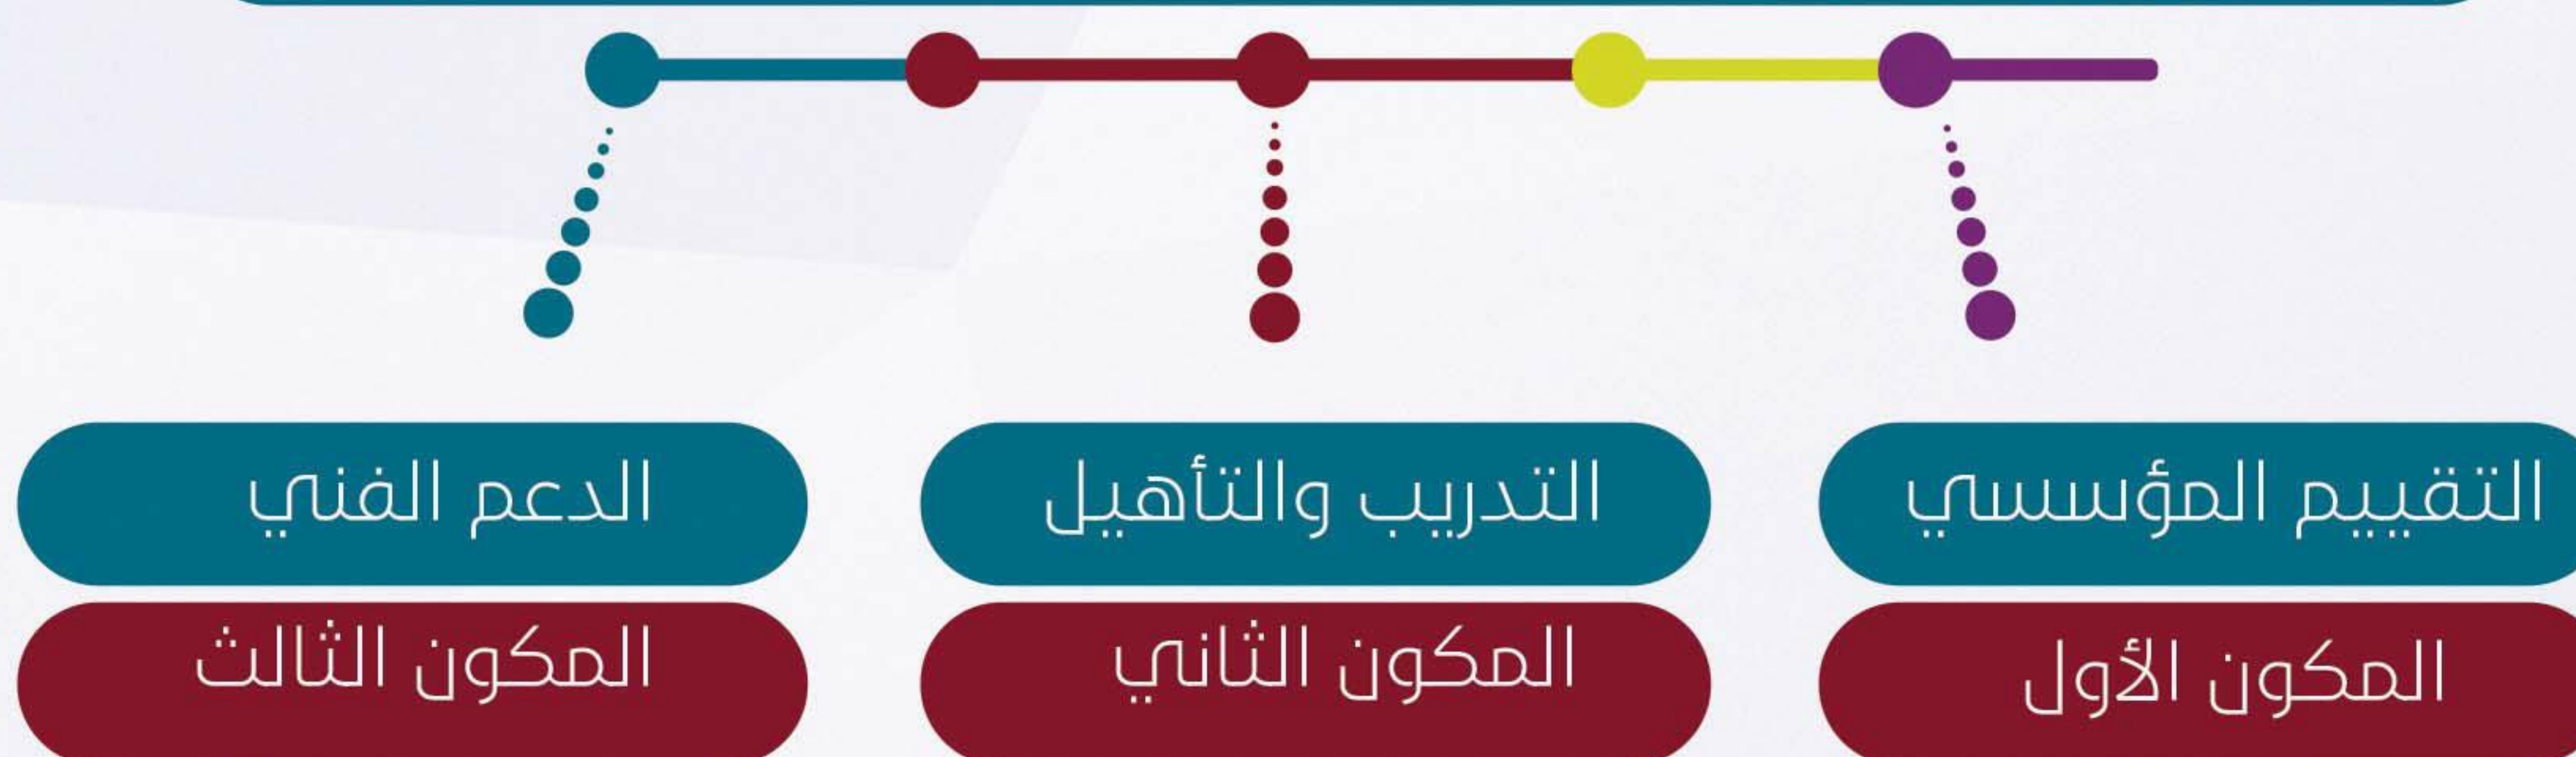 التقييم المؤسسي
التدريب والتأهيل
الدعم الفني
المكون الأول
المكون الثاني
المكون الثالث